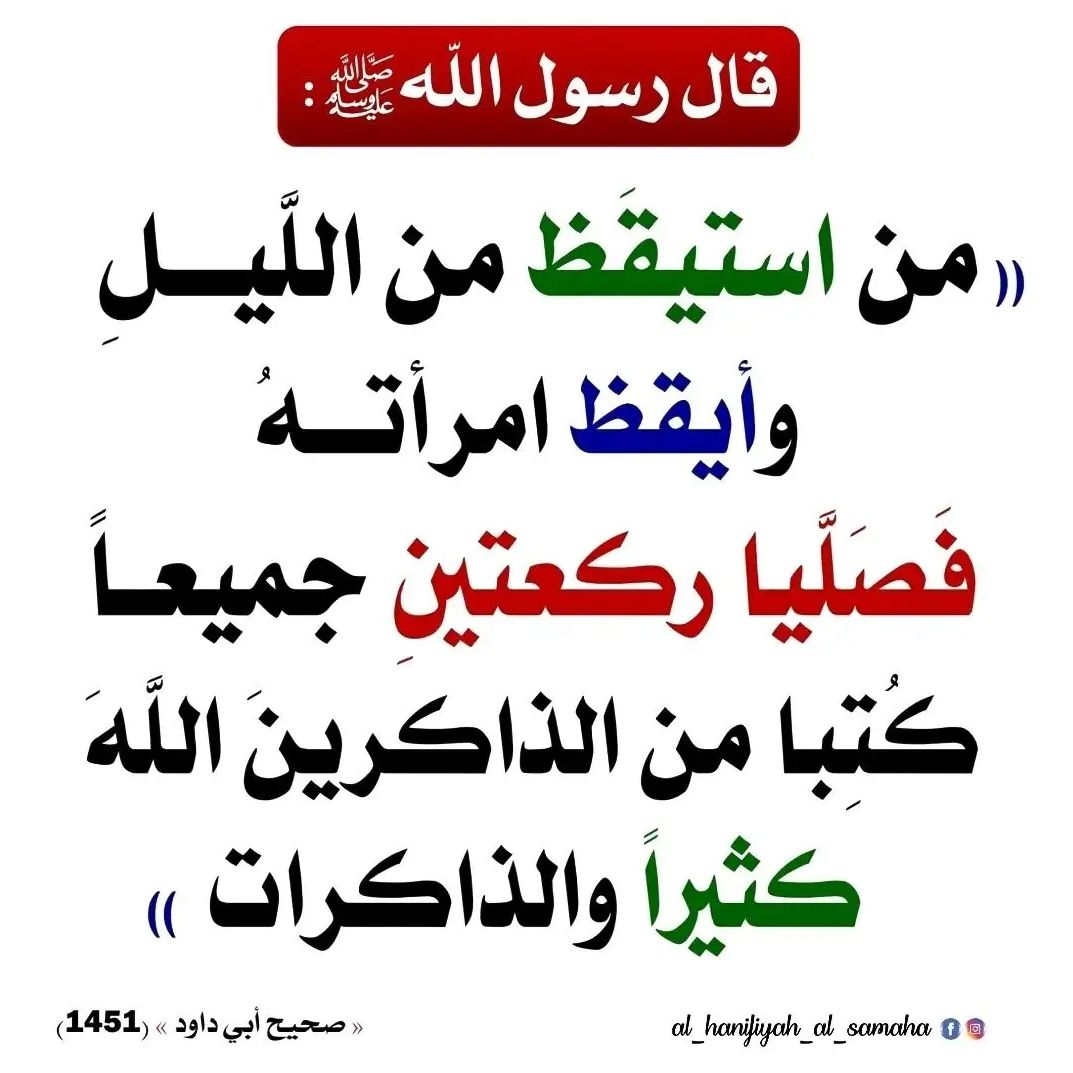 قال رسول الله ﷺ :
(( من استيقَظ من اللَّيــلِ
وأيقظ امرأتــهُ
فَصَلَّيا ركعتينِ جميعـاً
كُتِبا من الذاكرينَ اللَّهَ
كثيراً والذاكرات ))
« صحيح أبي داود » (1451)
al_hanifiyah_al_samaha